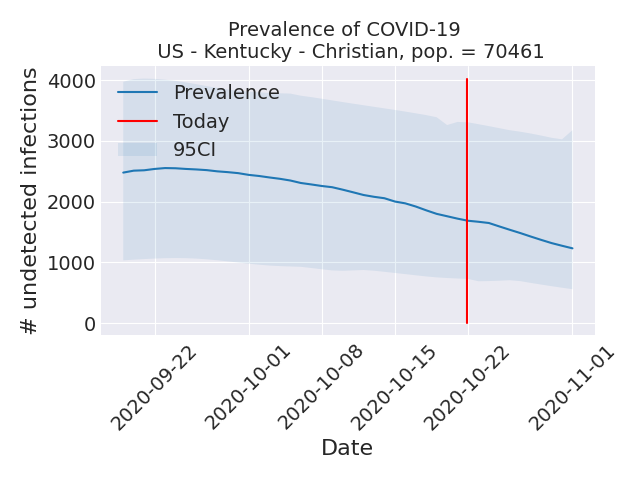 Prevalence of COVID-19
US - Kentucky - Christian, pop. = 70461
# undetected infections
4000
3000
2000
1000
0
Prevalence
Today
95CI
2020-09-22
2020-10-01
2020-10-08
2020-10-15
2020-10-22
2020-11-01
Date